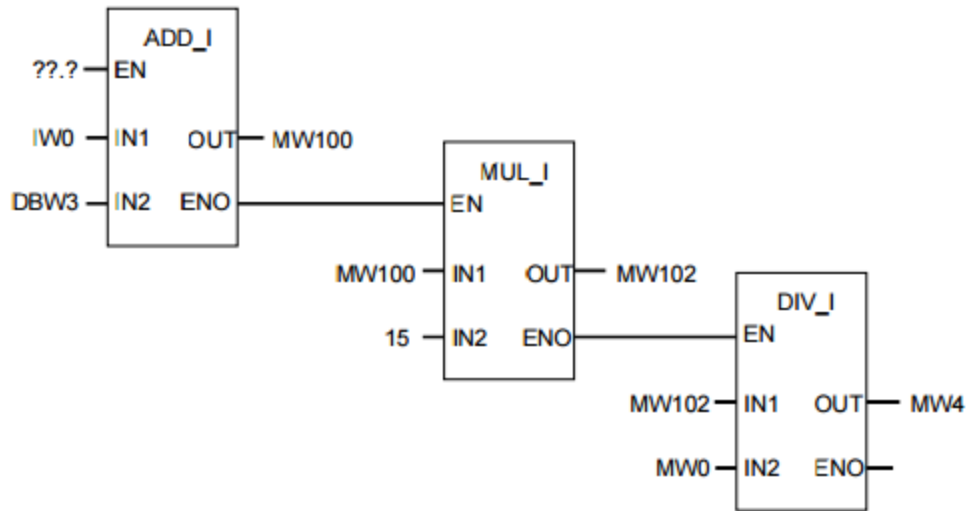 ADD_I
??.? EN
IW0 IN1 OUT MW100
DBW3 IN2 ENO
MUL_I
EN
MW100 IN1 OUT MW102
15 IN2 ENO
DIV_I
EN
MW102 IN1 OUT MW4
MW0 IN2 ENO